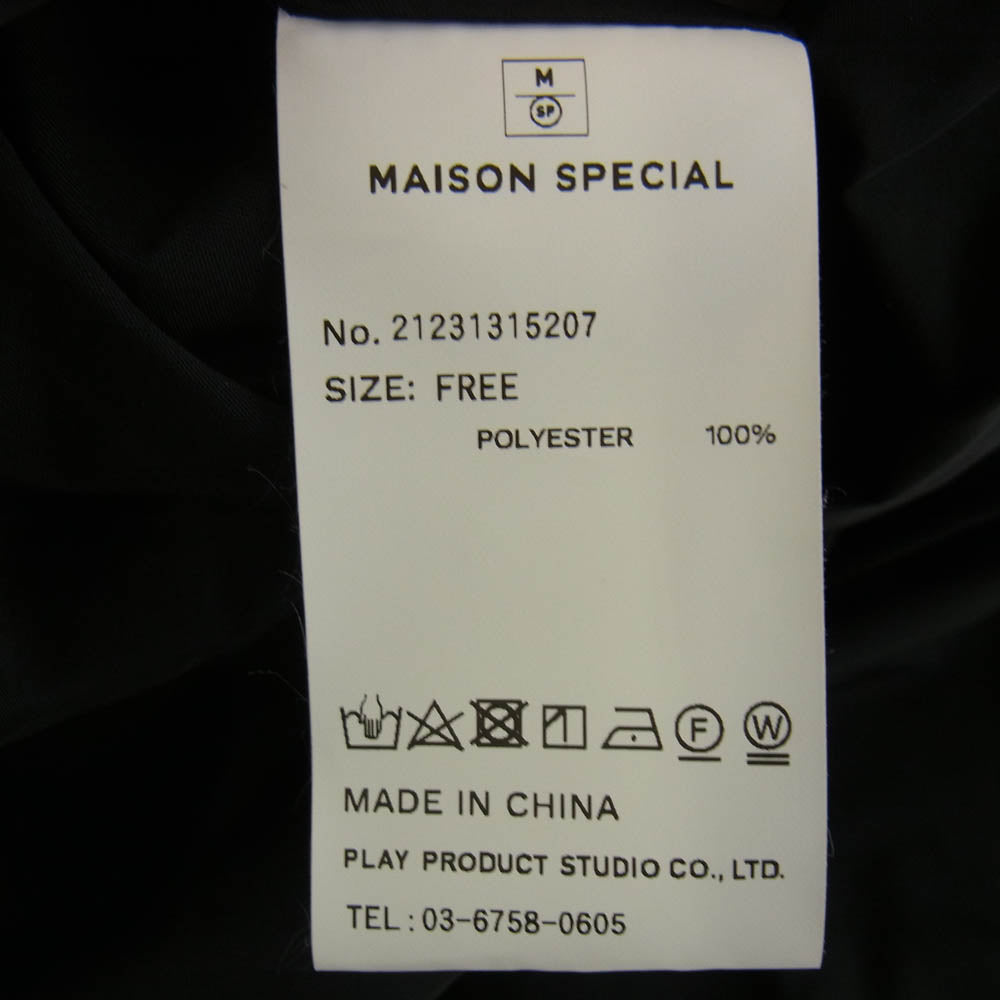 M
SP
MAISON SPECIAL
No. 21231315207
SIZE: FREE
POLYESTER 100%
F W
MADE IN CHINA
PLAY PRODUCT STUDIO CO., LTD.
TEL : 03-6758-0605